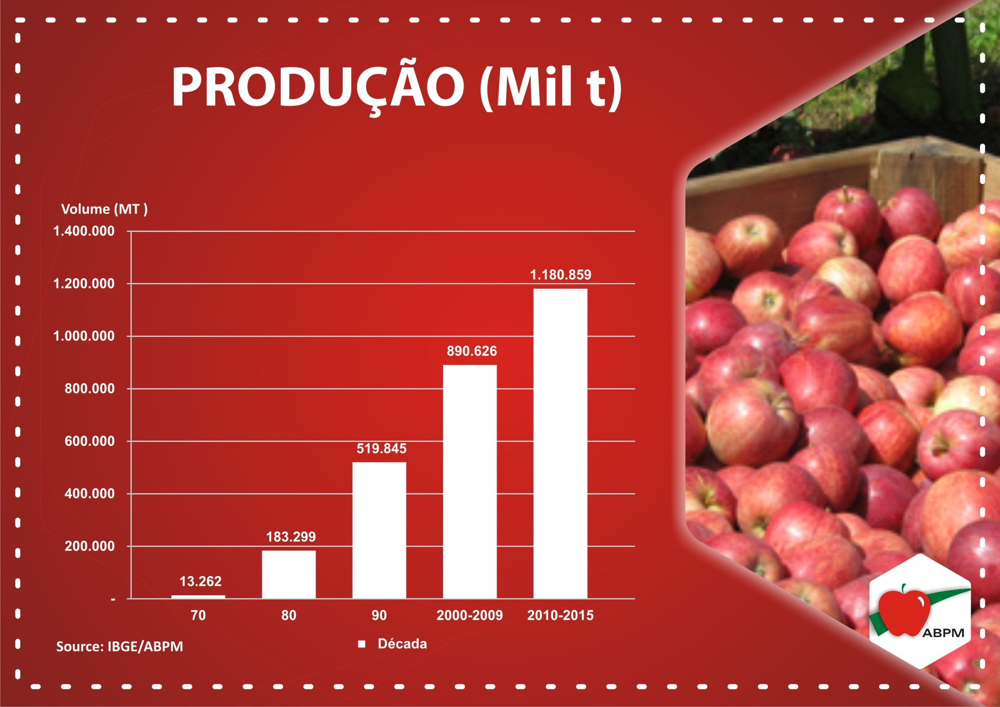 PRODUÇÃO (Mil t)
Volume (MT )
1.400.000
1.200.000
1.000.000
800.000
600.000
400.000
200.000
-
13.262
183.299
519.845
890.626
1.180.859
70 80 90 2000-2009 2010-2015
Década
Source: IBGE/ABPM
ABPM